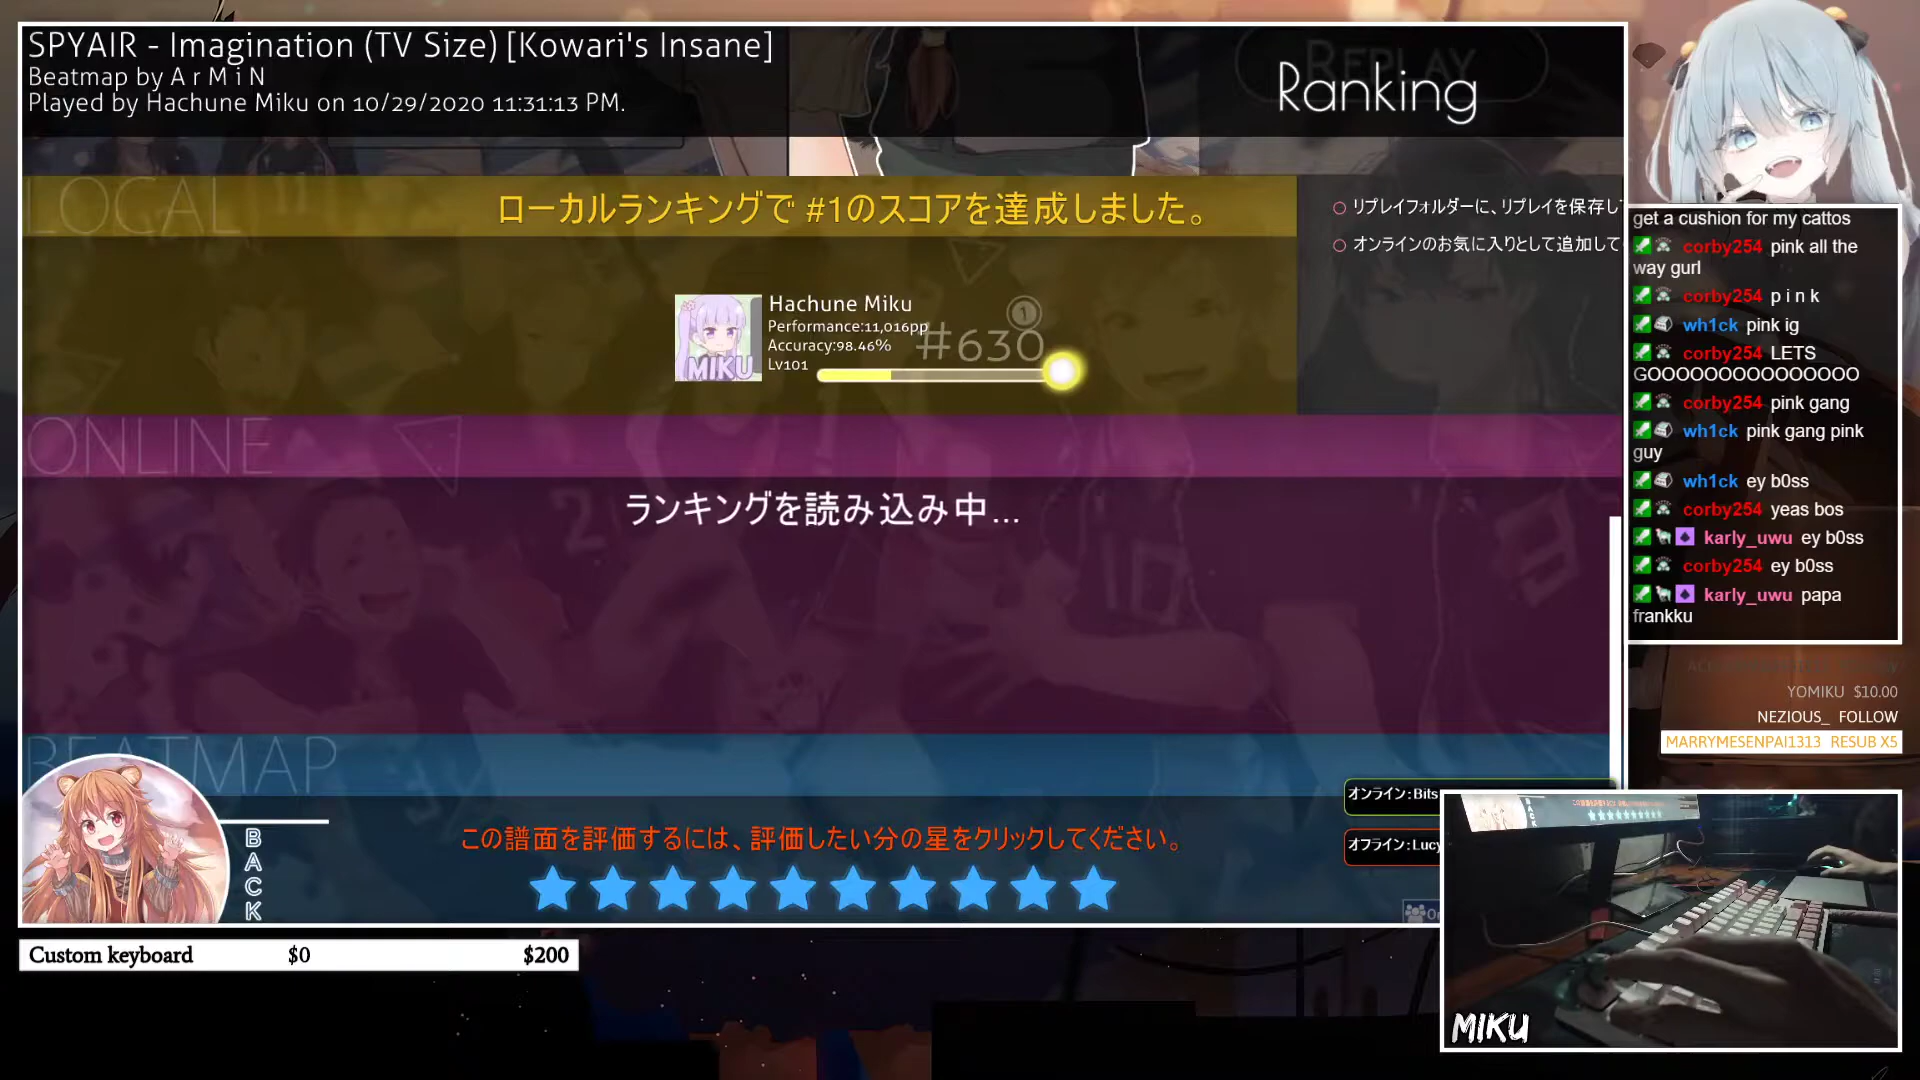 SPYAIR - Imagination (TV Size) [Kowari's Insane]
Beatmap by A r M i N
Played by Hachune Miku on 10/29/2020 11:31:13 PM.
REPLAY
Ranking
LOCAL
ローカルランキングで #1のスコアを達成しました。
リプレイフォルダーに、リプレイを保存し
オンラインのお気に入りとして追加して
Hachune Miku
Performance:11,016pp
Accuracy:98.46%
Lv101
#630
1
MIKU
ONLINE
ランキングを読み込み中...
BEATMAP
この譜面を評価するには、評価したい分の星をクリックしてください。
BACK
オンライン:Bits
オフライン:Lucy
Custom keyboard $0 $200
get a cushion for my cattos
corby254 pink all the
way gurl
corby254 p i n k
wh1ck pink ig
corby254 LETS
GOOOOOOOOOOOOOOO
corby254 pink gang
wh1ck pink gang pink
guy
wh1ck ey b0ss
corby254 yeas bos
karly_uwu ey b0ss
corby254 ey b0ss
karly_uwu papa
frankku
YOMIKU $10.00
NEZIOUS_ FOLLOW
MARRYMESENPAI1313 RESUB X5
MIKU